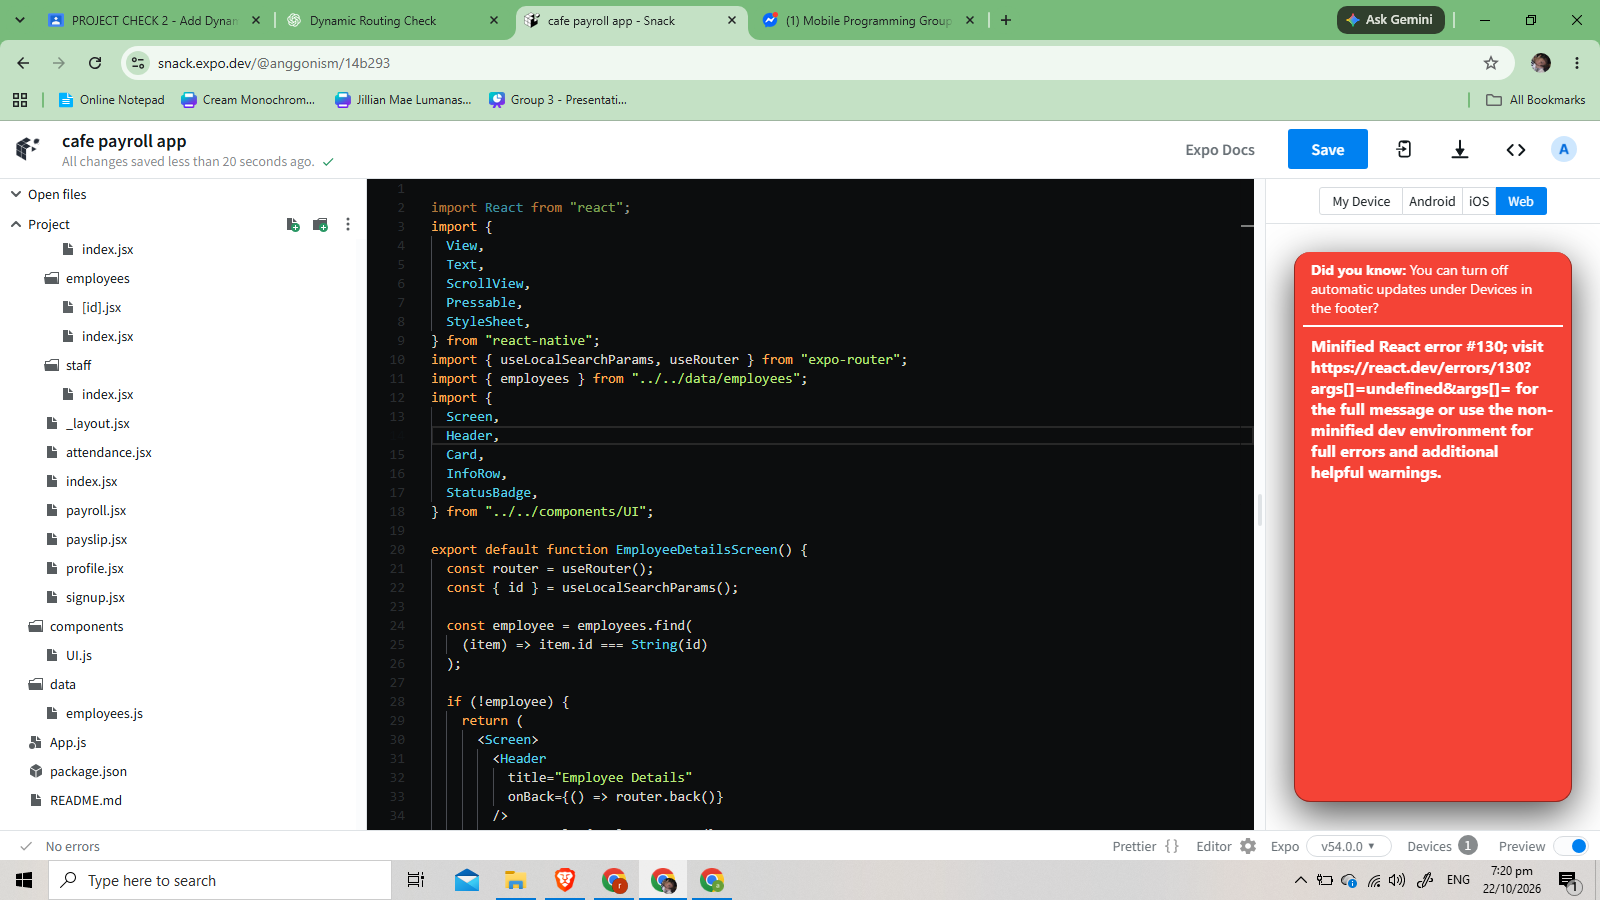 PROJECT CHECK 2 - Add Dynam
Dynamic Routing Check
cafe payroll app - Snack
(1) Mobile Programming Group
Ask Gemini
snack.expo.dev/@anggonism/14b293
Online Notepad
Cream Monochrom...
Jillian Mae Lumanas...
Group 3 - Presentati...
All Bookmarks
cafe payroll app
All changes saved less than 20 seconds ago.
Expo Docs
Save
A
Open files
Project
index.jsx
employees
[id].jsx
index.jsx
staff
index.jsx
_layout.jsx
attendance.jsx
index.jsx
payroll.jsx
payslip.jsx
profile.jsx
signup.jsx
components
UI.js
data
employees.js
App.js
package.json
README.md
1
2 import React from "react";
3 import {
4 View,
5 Text,
6 ScrollView,
7 Pressable,
8 StyleSheet,
9 } from "react-native";
10 import { useLocalSearchParams, useRouter } from "expo-router";
11 import { employees } from "../../data/employees";
12 import {
13 Screen,
Header,
15 Card,
16 InfoRow,
17 StatusBadge,
18 } from "../../components/UI";
19
20 export default function EmployeeDetailsScreen() {
21 const router = useRouter();
22 const { id } = useLocalSearchParams();
23
24 const employee = employees.find(
25 (item) => item.id === String(id)
26 );
27
28 if (!employee) {
29 return (
30 <Screen>
31 <Header
32 title="Employee Details"
33 onBack={() => router.back()}
34 />
My Device
Android
iOS
Web
Did you know: You can turn off
automatic updates under Devices in
the footer?
Minified React error #130; visit
https://react.dev/errors/130?
args[]=undefined&args[]= for
the full message or use the non-
minified dev environment for
full errors and additional
helpful warnings.
No errors
Prettier { }
Editor
Expo
v54.0.0
Devices 1
Preview
Type here to search
ENG
7:20 pm
22/10/2026
1